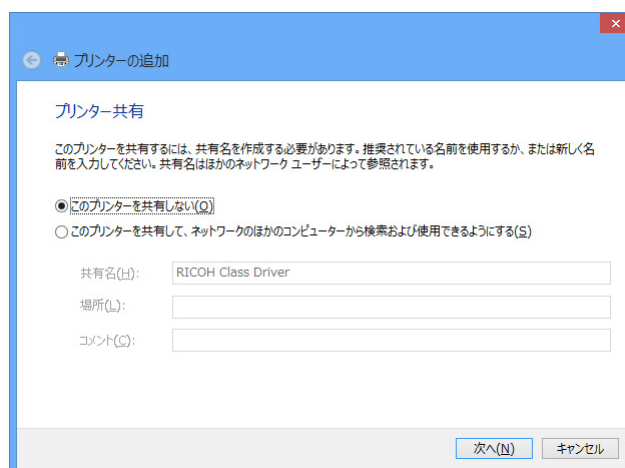 プリンターの追加
プリンター共有
このプリンターを共有するには、共有名を作成する必要があります。推奨されている名前を使用するか、または新しく名
前を入力してください。共有名はほかのネットワーク ユーザーによって参照されます。
このプリンターを共有しない(O)
このプリンターを共有して、ネットワークのほかのコンピューターから検索および使用できるようにする(S)
共有名(H): RICOH Class Driver
場所(L):
コメント(C):
次へ(N) キャンセル